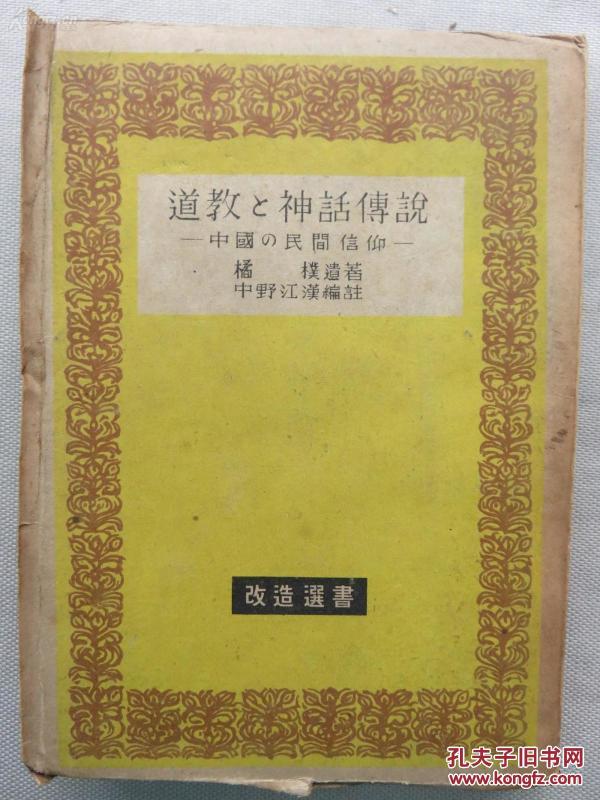 道教と神話傳說
—中國の民間信仰—
橘 樸遺著
中野江漢編註
改造選書
孔夫子旧书网
www.kongfz.com